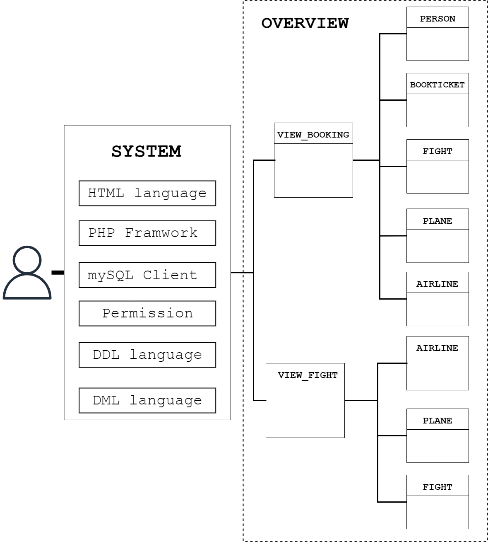 OVERVIEW
PERSON
BOOKTICKET
VIEW_BOOKING
SYSTEM
FIGHT
HTML language
PHP Framwork
PLANE
mySQL Client
AIRLINE
Permission
DDL language
AIRLINE
VIEW_FIGHT
DML language
PLANE
FIGHT